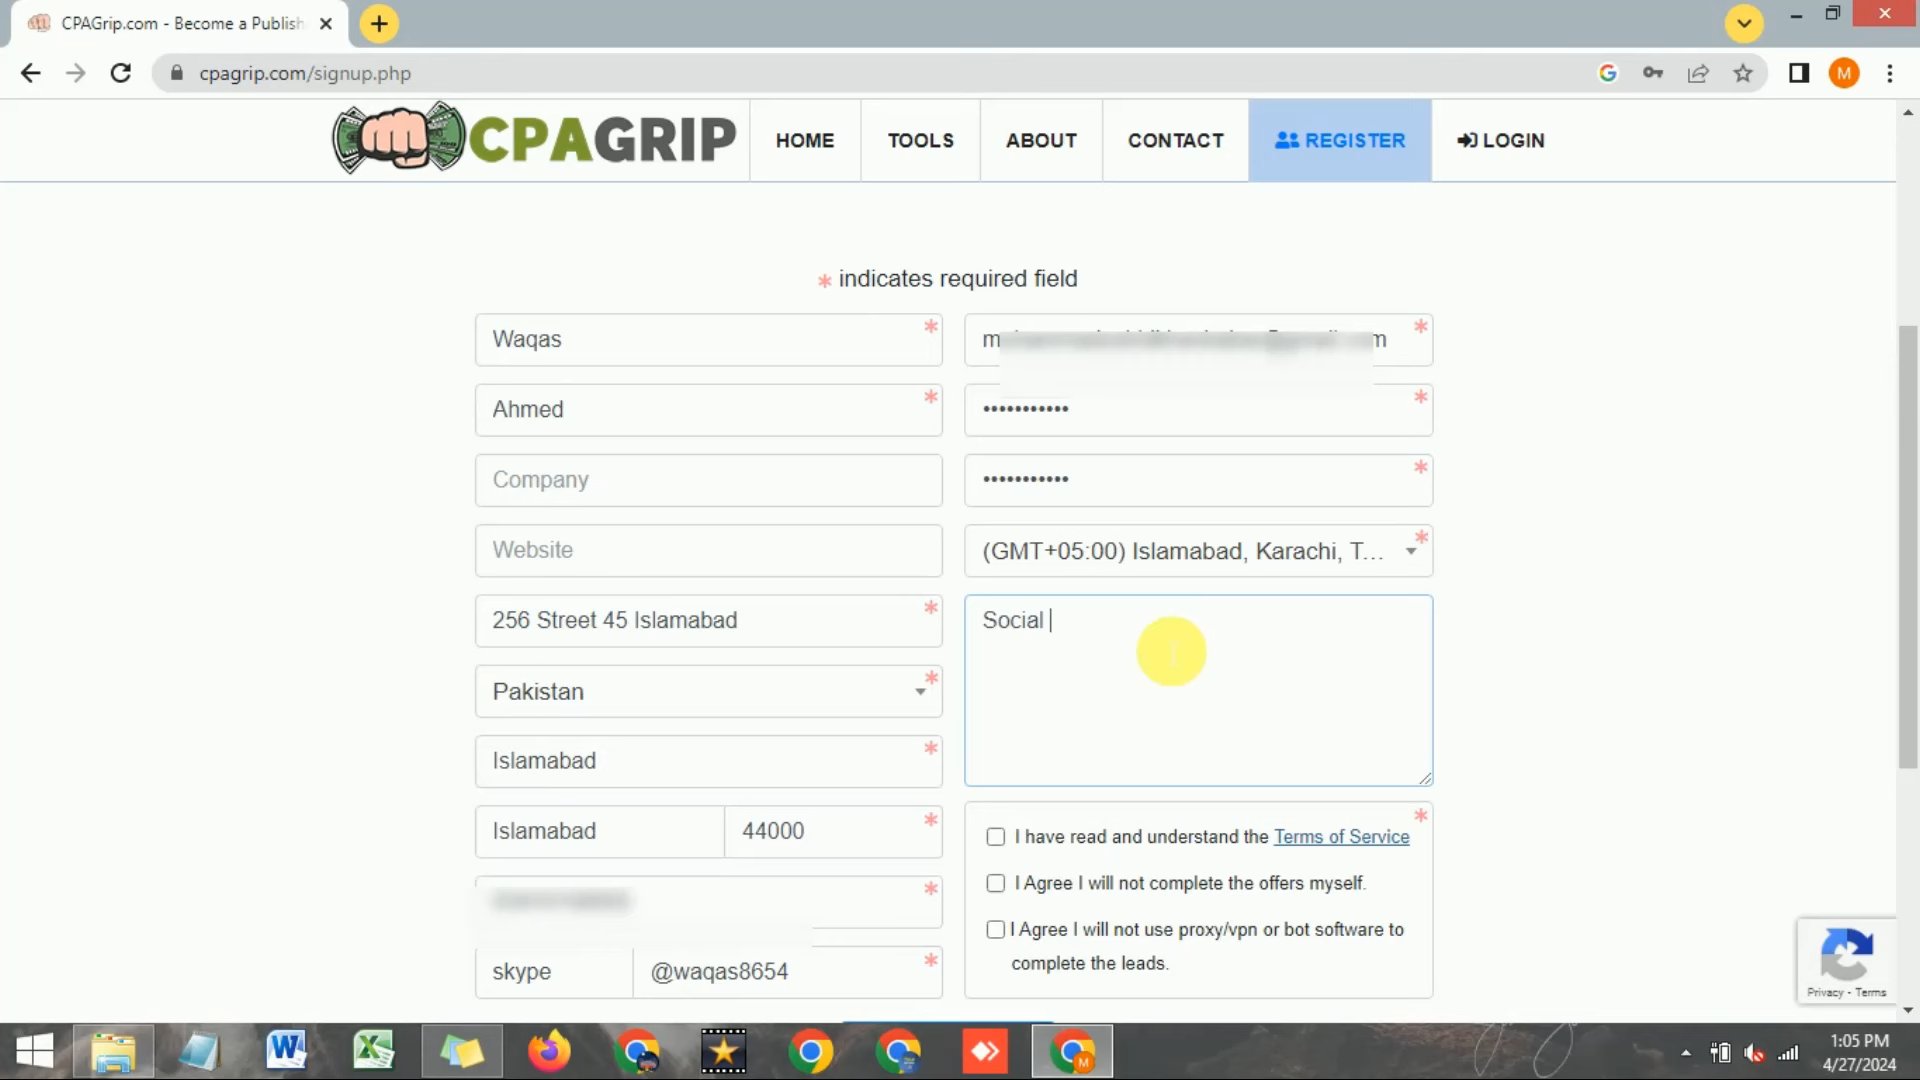 CPAGrip.com - Become a Publish
cpagrip.com/signup.php
M
CPAGRIP
HOME
TOOLS
ABOUT
CONTACT
REGISTER
LOGIN
* indicates required field
Waqas *
Ahmed *
*
••••••••••• *
Company
••••••••••• *
Website
(GMT+05:00) Islamabad, Karachi, T... *
256 Street 45 Islamabad *
Social
Pakistan *
Islamabad *
Islamabad
44000 *
*
skype
@waqas8654 *
*
I have read and understand the Terms of Service
I Agree I will not complete the offers myself.
I Agree I will not use proxy/vpn or bot software to
complete the leads.
Privacy - Terms
1:05 PM
4/27/2024